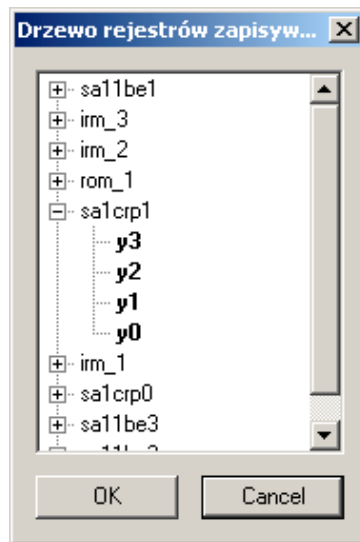 Drzewo rejestrów zapisyw...
sa11be1
irm_3
irm_2
rom_1
sa1crp1
y3
y2
y1
y0
irm_1
sa1crp0
sa11be3
OK
Cancel